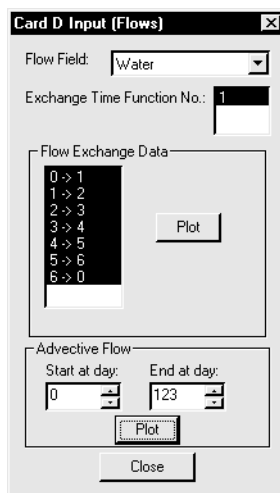 Card D Input (Flows)
Flow Field: Water
Exchange Time Function No.: 1
Flow Exchange Data
0 -> 1
1 -> 2
2 -> 3
3 -> 4
4 -> 5
5 -> 6
6 -> 0
Plot
Advective Flow
Start at day: End at day:
0 123
Plot
Close